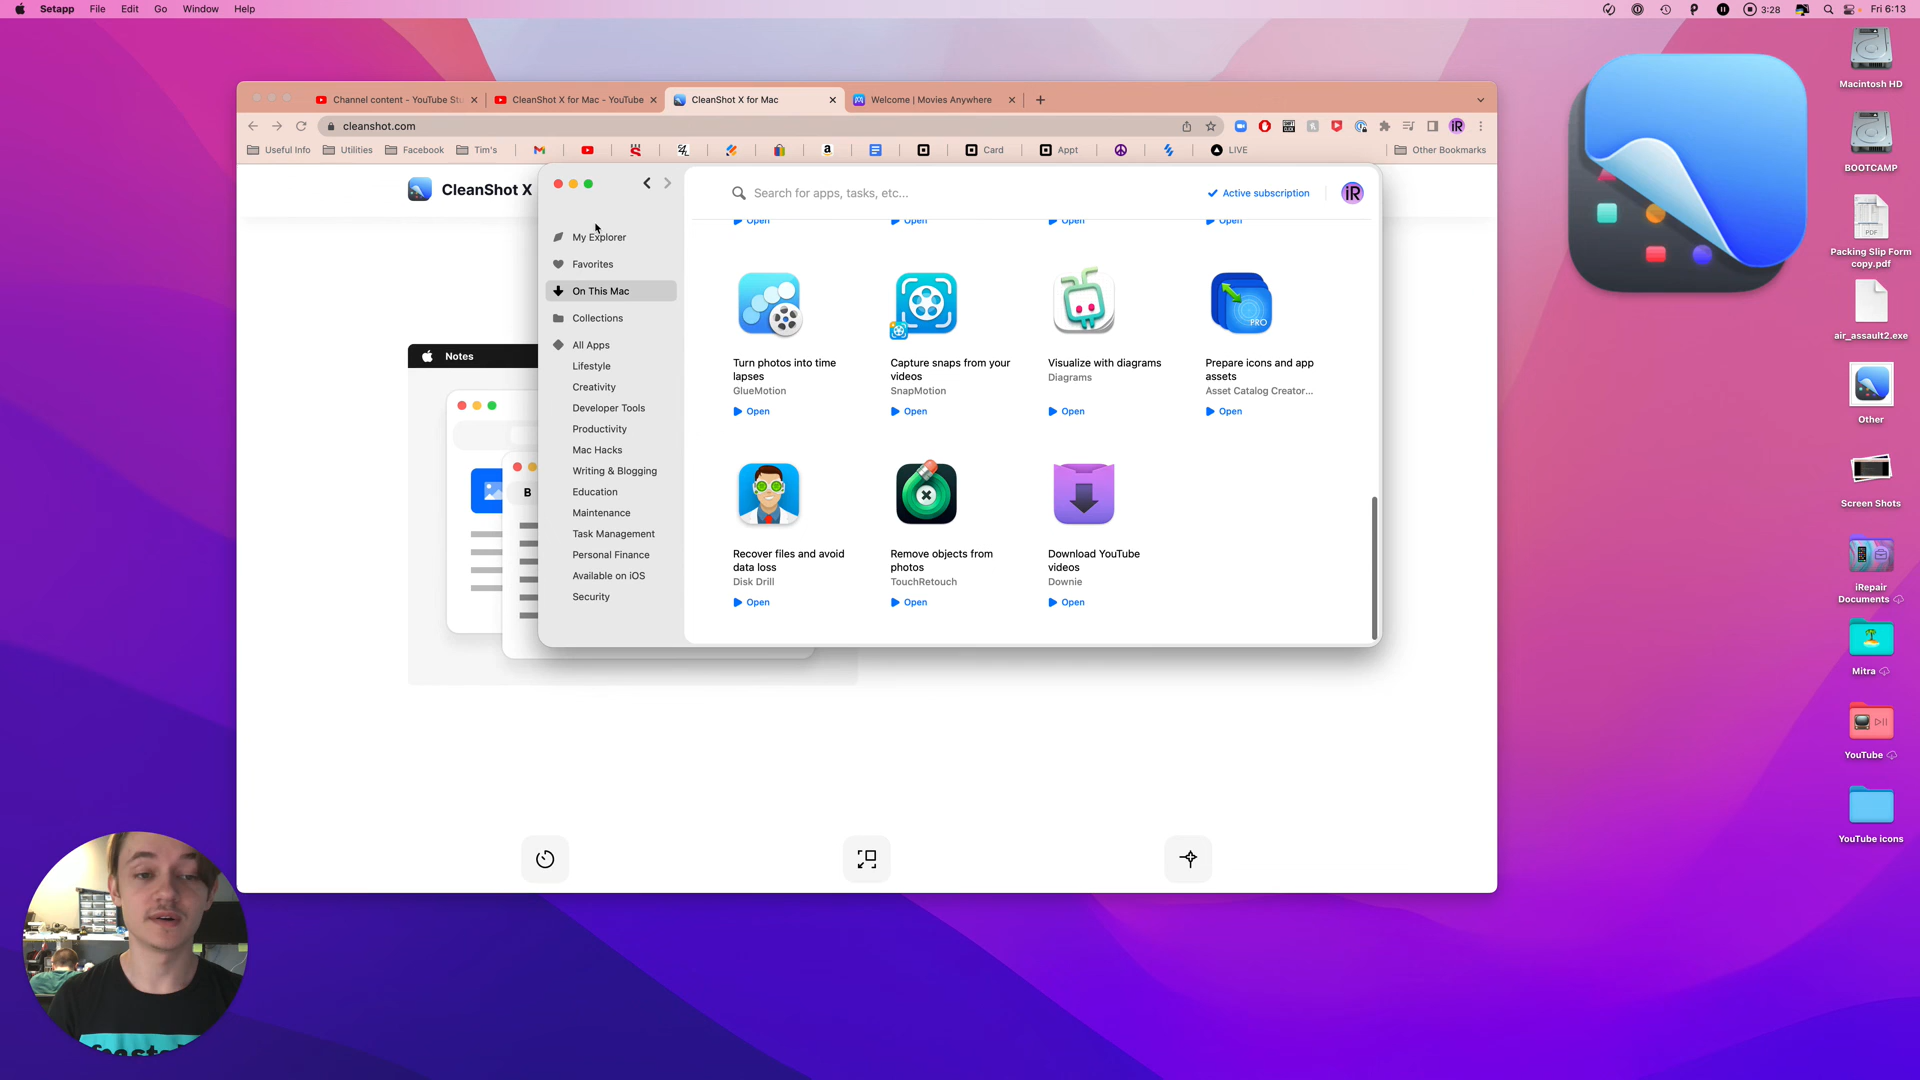 Setapp File Edit Go Window Help
3:28 Fri 6:13
Channel content - YouTube Stu
CleanShot X for Mac - YouTube
CleanShot X for Mac
Welcome | Movies Anywhere
cleanshot.com
iR
Useful Info Utilities Facebook Tim's Card Appt LIVE Other Bookmarks
CleanShot X
Search for apps, tasks, etc...
Active subscription
iR
My Explorer
Favorites
On This Mac
Collections
All Apps
Lifestyle
Creativity
Developer Tools
Productivity
Mac Hacks
Writing & Blogging
Education
Maintenance
Task Management
Personal Finance
Available on iOS
Security
Open Open Open Open
Turn photos into time lapses
GlueMotion
Open
Capture snaps from your videos
SnapMotion
Open
Visualize with diagrams
Diagrams
Open
PRO
Prepare icons and app assets
Asset Catalog Creator...
Open
Recover files and avoid data loss
Disk Drill
Open
Remove objects from photos
TouchRetouch
Open
Download YouTube videos
Downie
Open
Notes
B
Macintosh HD
BOOTCAMP
PDF
Packing Slip Form copy.pdf
air_assault2.exe
Other
Screen Shots
iRepair Documents
Mitra
YouTube
YouTube icons